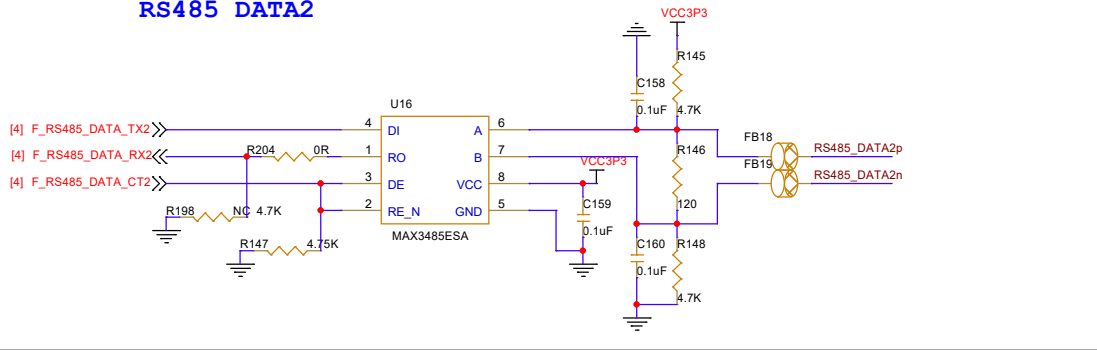 RS485 DATA2
VCC3P3
R145
C158
0.1uF
4.7K
U16
[4] F_RS485_DATA_TX2
4
DI
A
6
[4] F_RS485_DATA_RX2
R204
0R
1
RO
B
7
[4] F_RS485_DATA_CT2
3
DE
VCC
8
2
RE_N
GND
5
MAX3485ESA
VCC3P3
C159
0.1uF
R146
120
FB18
RS485_DATA2p
FB19
RS485_DATA2n
R198
NC
4.7K
R147
4.75K
C160
0.1uF
R148
4.7K